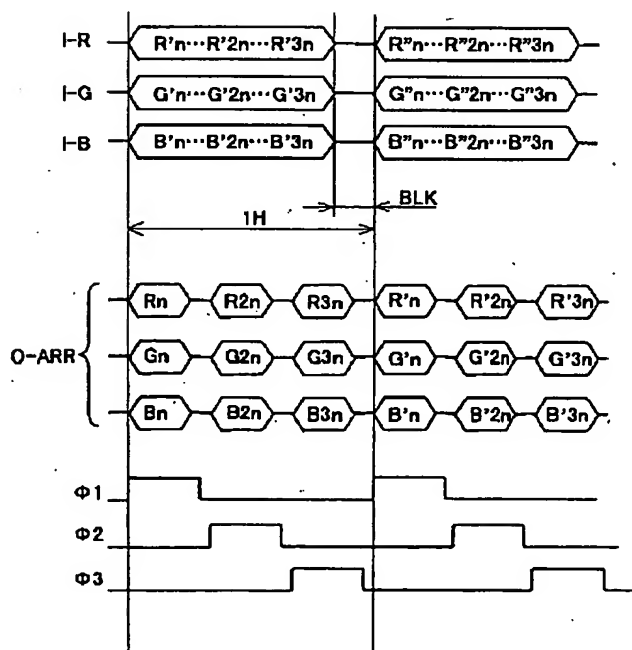 I-R R'n···R'2n···R'3n R"n···R"2n···R"3n
I-G G'n···G'2n···G'3n G"n···G"2n···G"3n
I-B B'n···B'2n···B'3n B"n···B"2n···B"3n
BLK
1H
Rn R2n R3n R'n R'2n R'3n
O-ARR Gn G2n G3n G'n G'2n G'3n
Bn B2n B3n B'n B'2n B'3n
Φ1
Φ2
Φ3